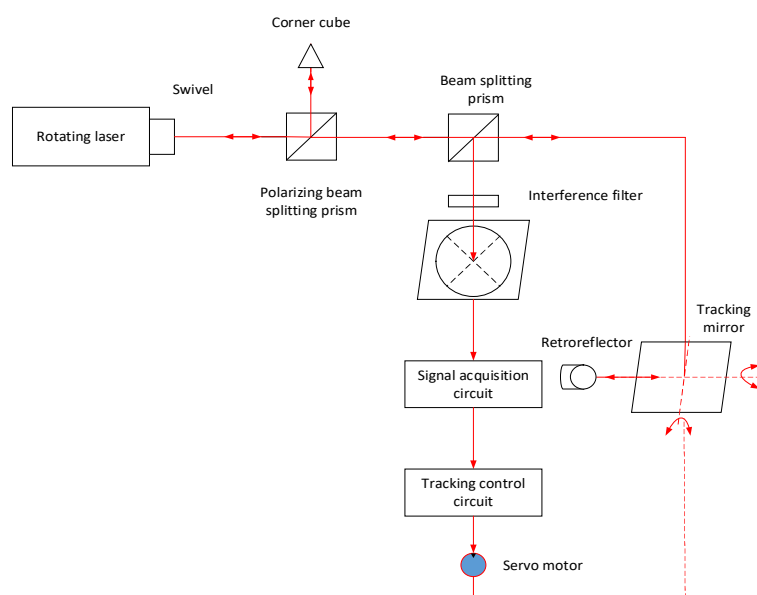 Corner cube
Swivel
Beam splitting
prism
Rotating laser
Polarizing beam
splitting prism
Interference filter
Tracking
mirror
Retroreflector
Signal acquisition
circuit
Tracking control
circuit
Servo motor